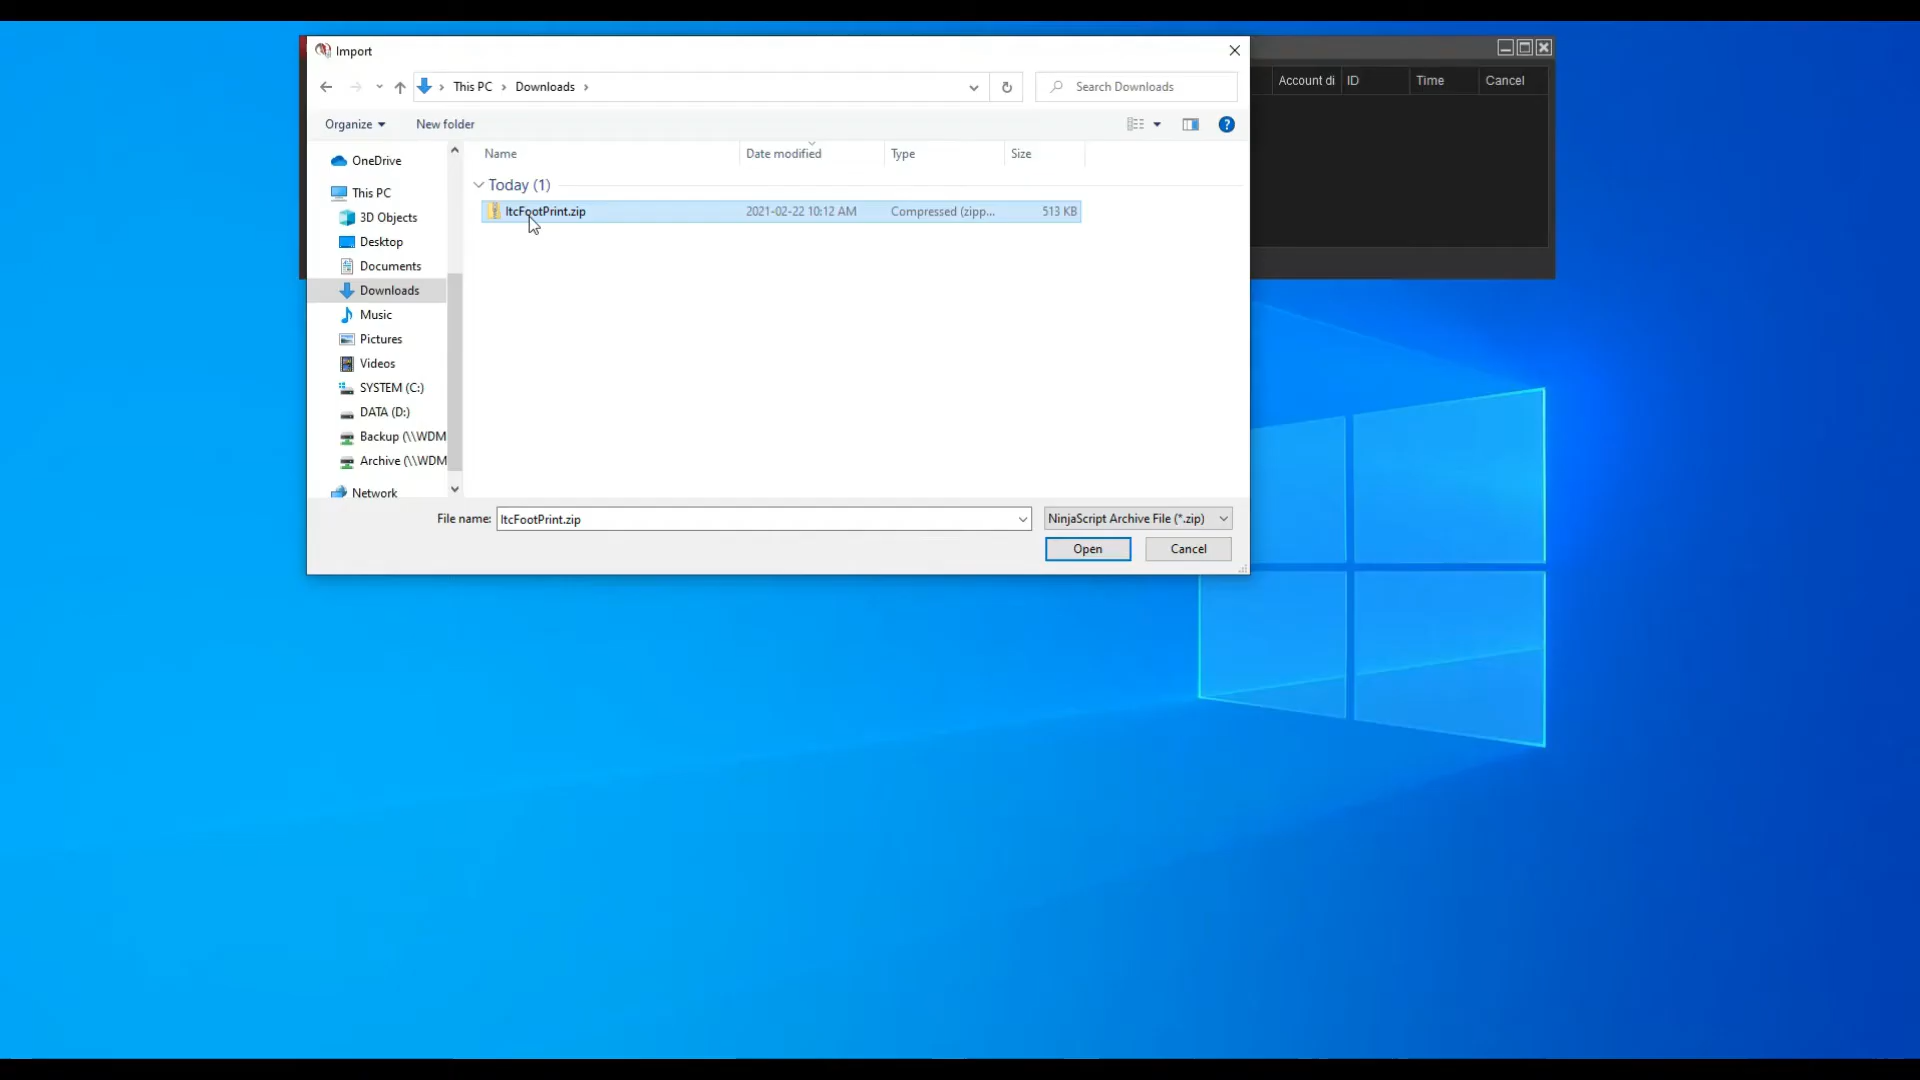 Import
This PC > Downloads >
Search Downloads
Organize
New folder
Account di
ID
Time
Cancel
Name
Date modified
Type
Size
OneDrive
This PC
3D Objects
Desktop
Documents
Downloads
Music
Pictures
Videos
SYSTEM (C:)
DATA (D:)
Backup (\\WDM
Archive (\\WDM
Network
Today (1)
ItcFootPrint.zip
2021-02-22 10:12 AM
Compressed (zipp...
513 KB
File name:
ItcFootPrint.zip
NinjaScript Archive File (*.zip)
Open
Cancel